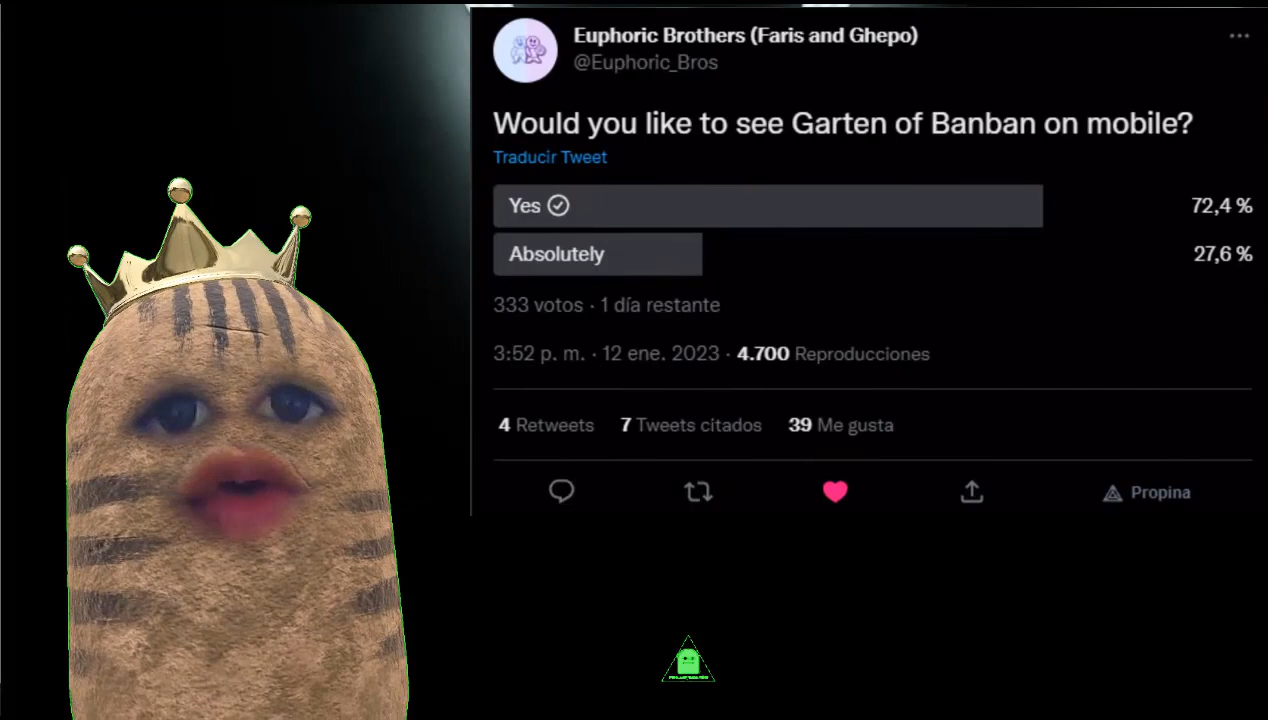 Euphoric Brothers (Faris and Ghepo)
@Euphoric_Bros
Would you like to see Garten of Banban on mobile?
Traducir Tweet
Yes 72,4 %
Absolutely 27,6 %
333 votos · 1 día restante
3:52 p. m. · 12 ene. 2023 · 4.700 Reproducciones
4 Retweets 7 Tweets citados 39 Me gusta
Propina